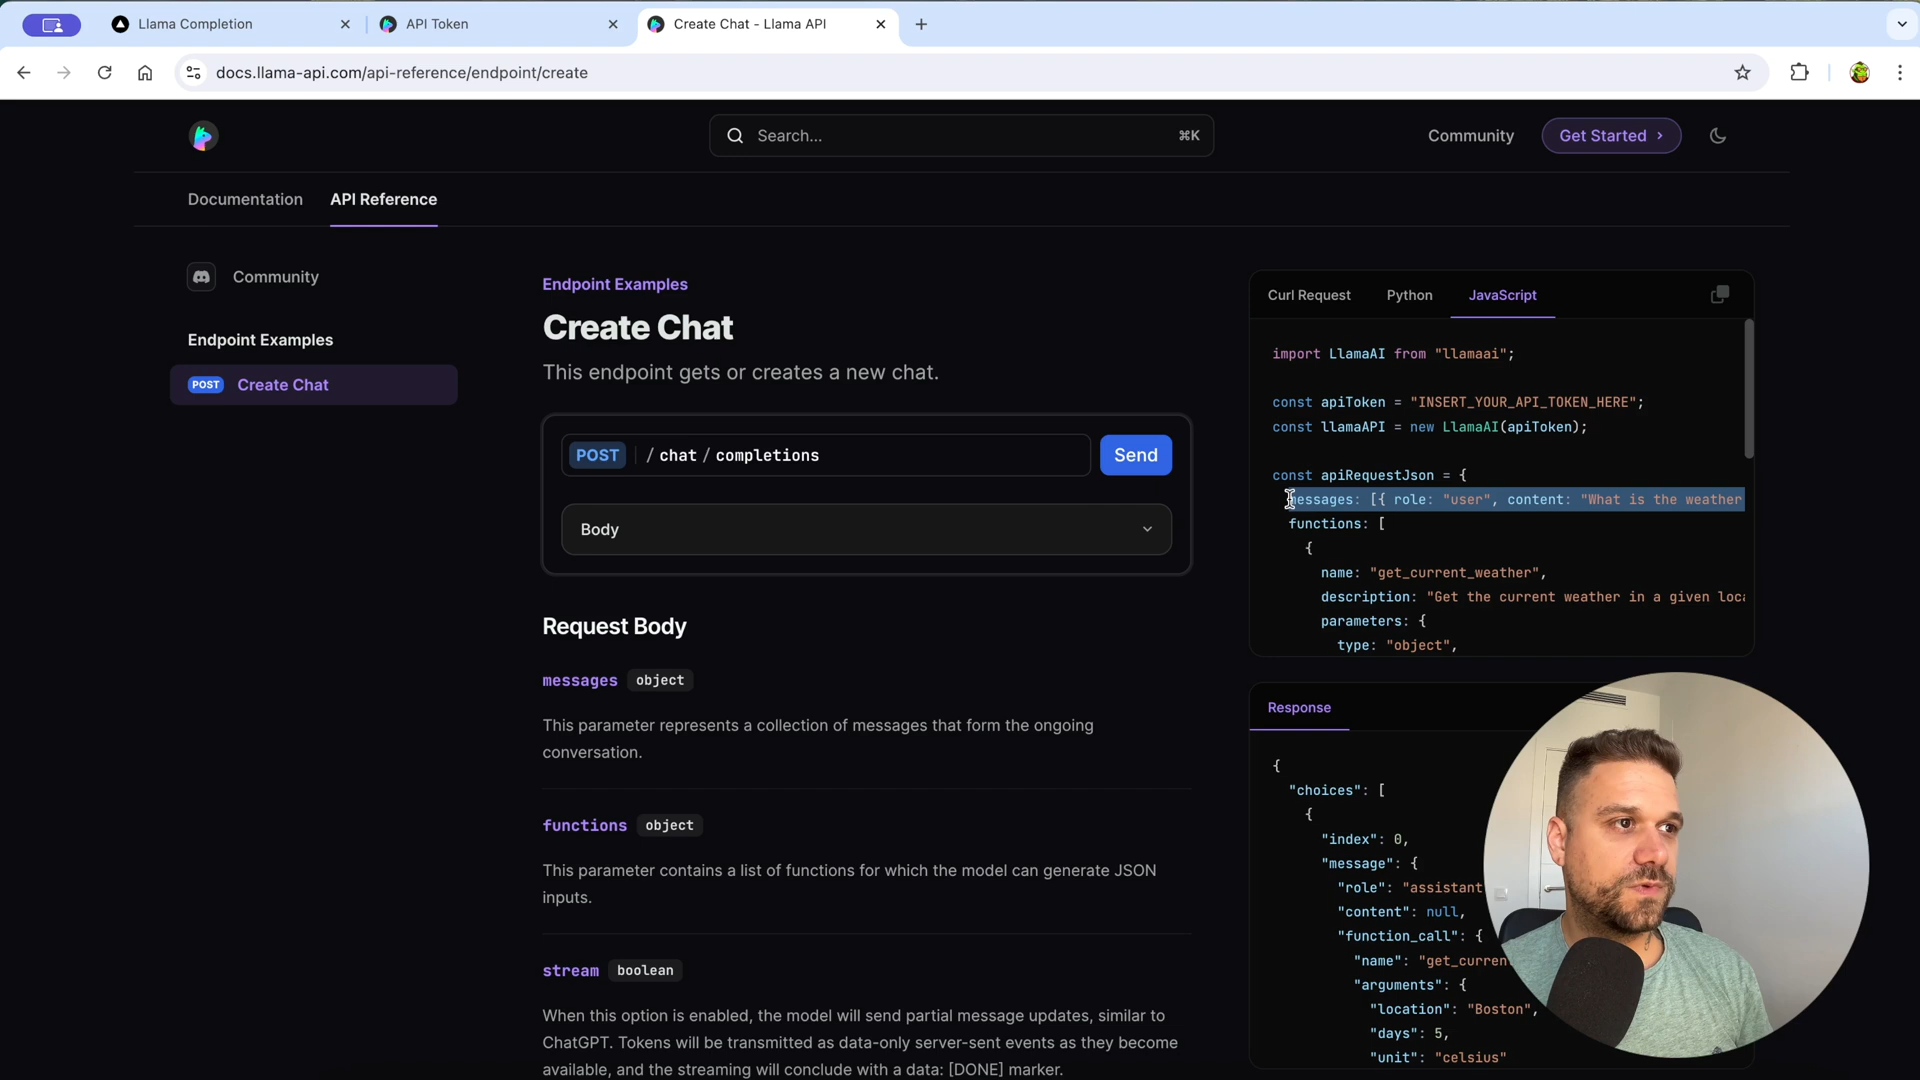 Llama Completion
API Token
Create Chat - Llama API
docs.llama-api.com/api-reference/endpoint/create
Search...
⌘K
Community
Get Started
Documentation
API Reference
Community
Endpoint Examples
POST Create Chat
Endpoint Examples
Create Chat
This endpoint gets or creates a new chat.
POST / chat / completions
Send
Body
Request Body
messages object
This parameter represents a collection of messages that form the ongoing
conversation.
functions object
This parameter contains a list of functions for which the model can generate JSON
inputs.
stream boolean
When this option is enabled, the model will send partial message updates, similar to
ChatGPT. Tokens will be transmitted as data-only server-sent events as they become
available, and the streaming will conclude with a data: [DONE] marker.
Curl Request
Python
JavaScript
import LlamaAI from "llamaai";
const apiToken = "INSERT_YOUR_API_TOKEN_HERE";
const llamaAPI = new LlamaAI(apiToken);
const apiRequestJson = {
messages: [{ role: "user", content: "What is the weather
functions: [
{
name: "get_current_weather",
description: "Get the current weather in a given loca
parameters: {
type: "object",
Response
{
"choices": [
{
"index": 0,
"message": {
"role": "assistant
"content": null,
"function_call": {
"name": "get_curren
"arguments": {
"location": "Boston",
"days": 5,
"unit": "celsius"